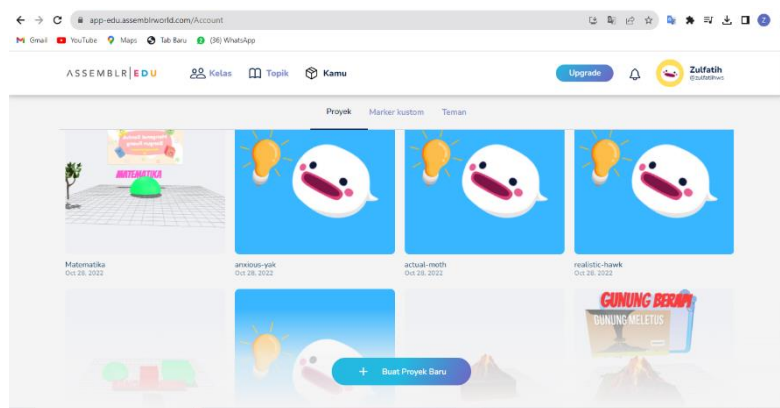 app-edu.assemblrworld.com/Account
Gmail YouTube Maps Tab Baru (36) WhatsApp
ASSEMBLR EDU Kelas Topik Kamu Upgrade Zulfatih
Proyek Marker kustom Teman
MATEMATIKA
Matematika anxious-yak actual-moth realistic-hawk
Oct 28, 2022 Oct 28, 2022 Oct 28, 2022 Oct 28, 2022
GUNUNG BERAPI
GUNUNG MELETUS
+ Buat Proyek Baru